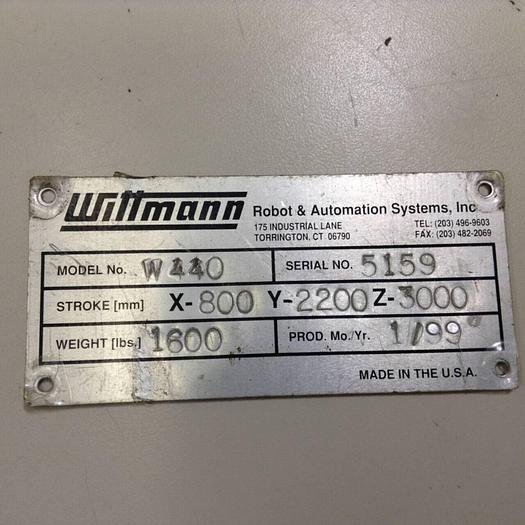 Wittmann Robot & Automation Systems, Inc
175 INDUSTRIAL LANE TEL: (203) 496-9603
TORRINGTON, CT 06790 FAX: (203) 482-2069
MODEL No. W440 SERIAL NO. 5159
STROKE [mm] X-800 Y-2200 Z-3000
WEIGHT [lbs.] 1600 PROD. Mo./Yr. 1/99
MADE IN THE U.S.A.